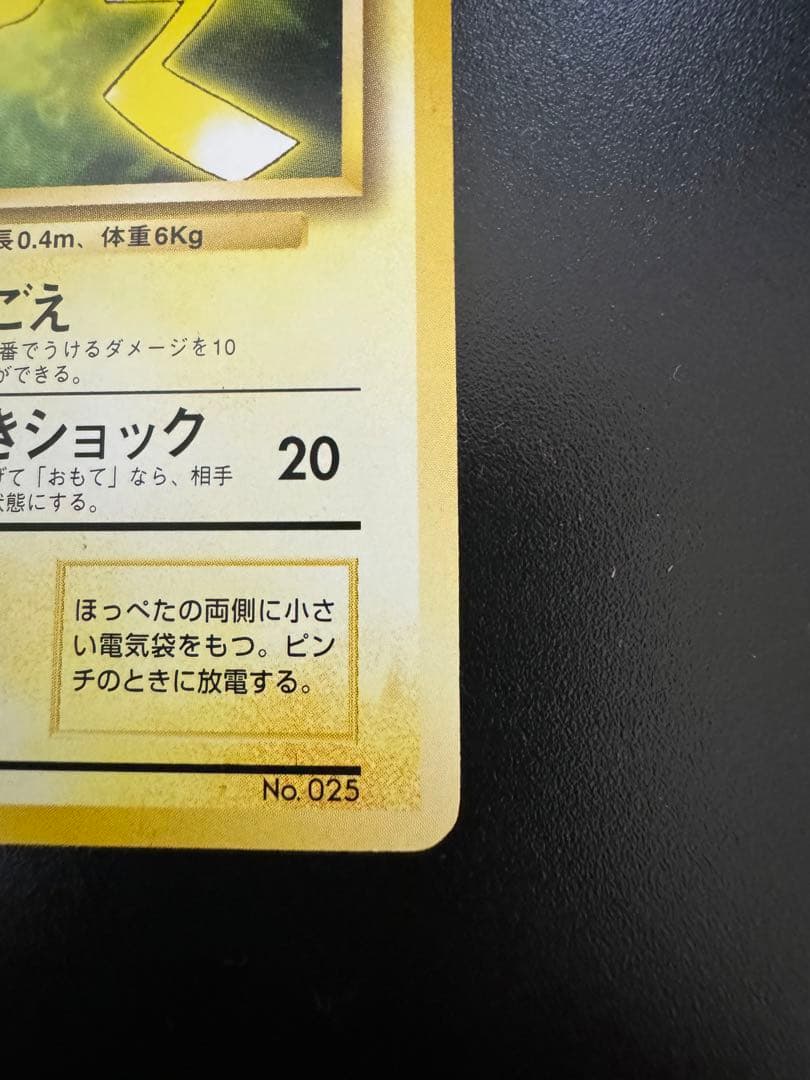 長0.4m、体重6Kg
ごえ
番でうけるダメージを10
ができる。
きショック 20
げて「おもて」なら、相手
状態にする。
ほっぺたの両側に小さ
い電気袋をもつ。ピン
チのときに放電する。
No. 025